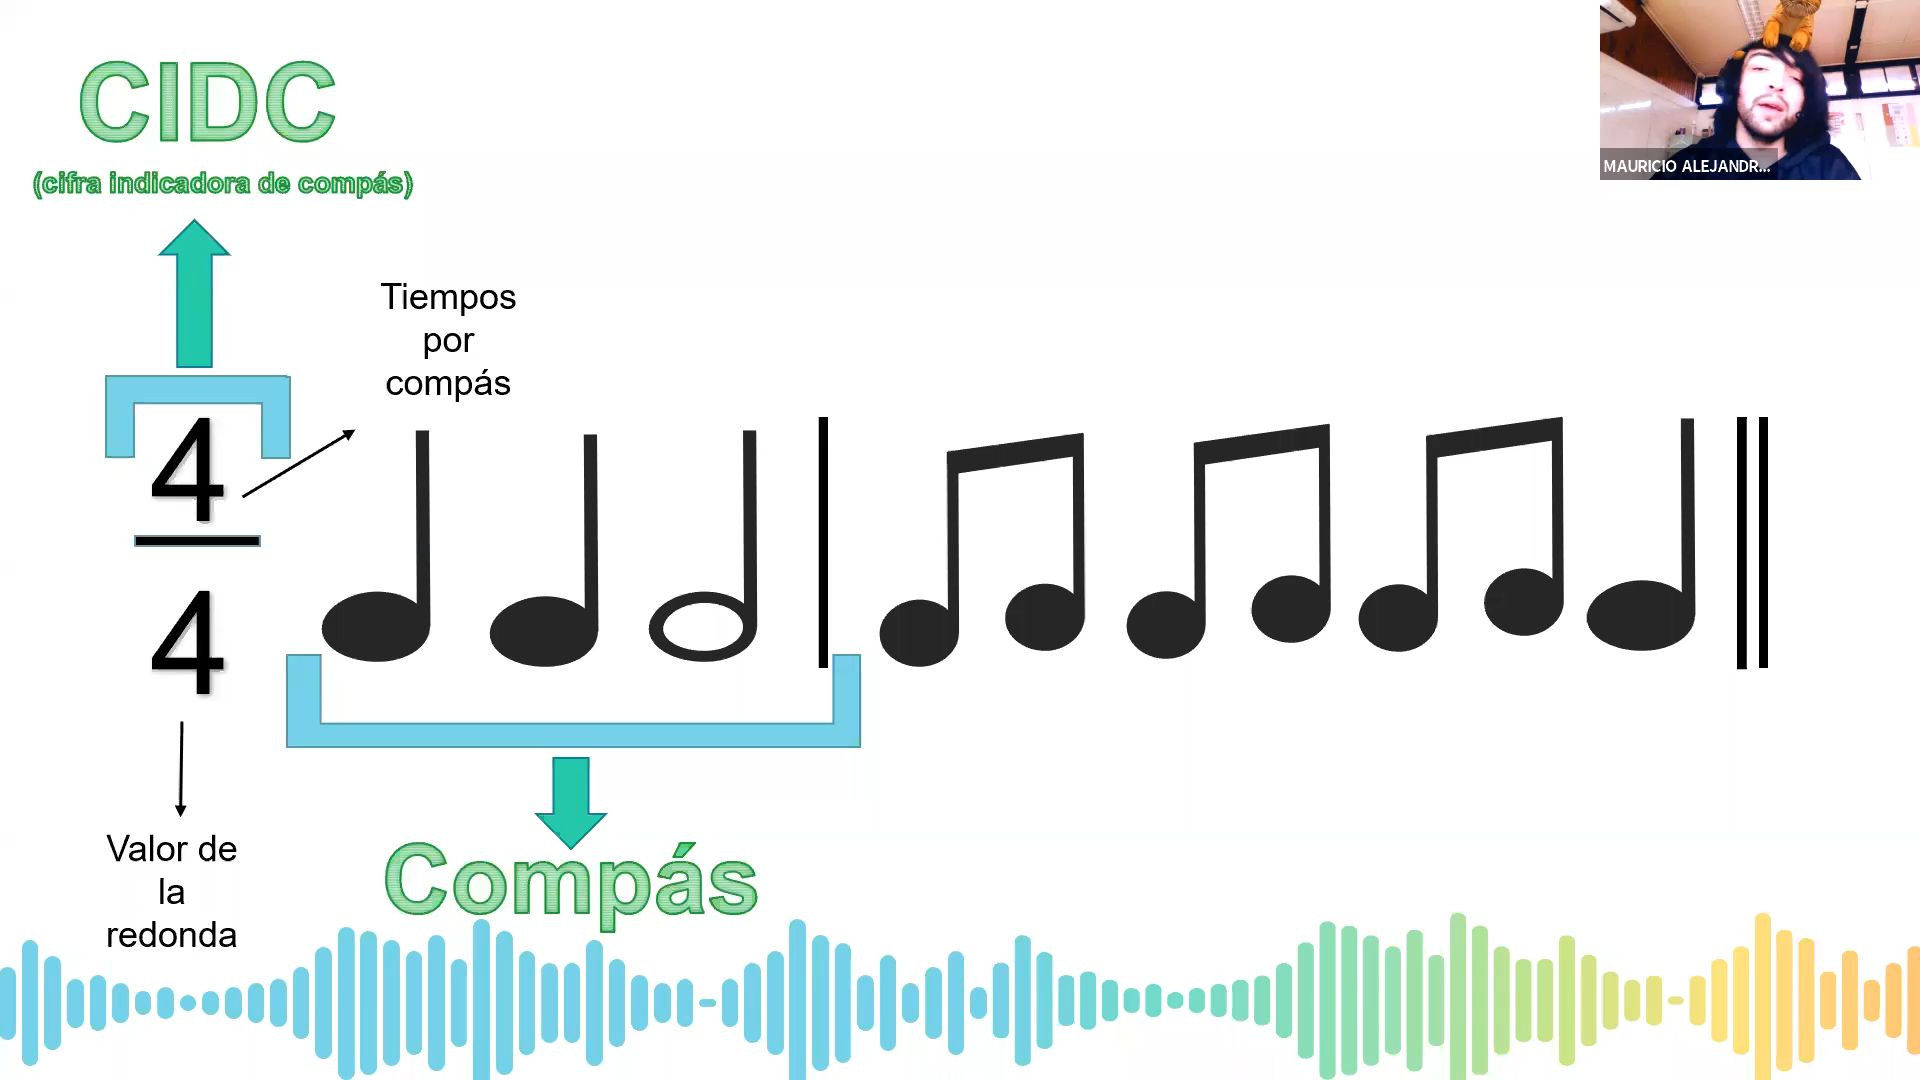 CIDC
(cifra indicadora de compás)
MAURICIO ALEJANDR...
Tiempos
por
compás
4
4
Valor de
la
redonda
Compás